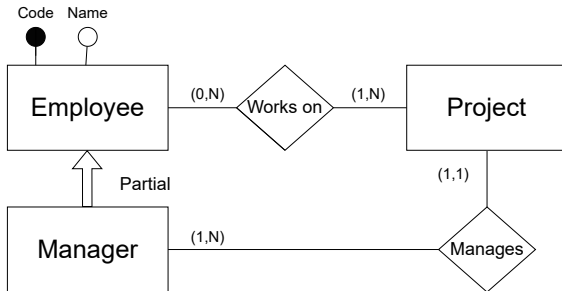 Code Name
Employee
(0,N)
Works on
(1,N)
Project
Partial
(1,1)
Manager
(1,N)
Manages